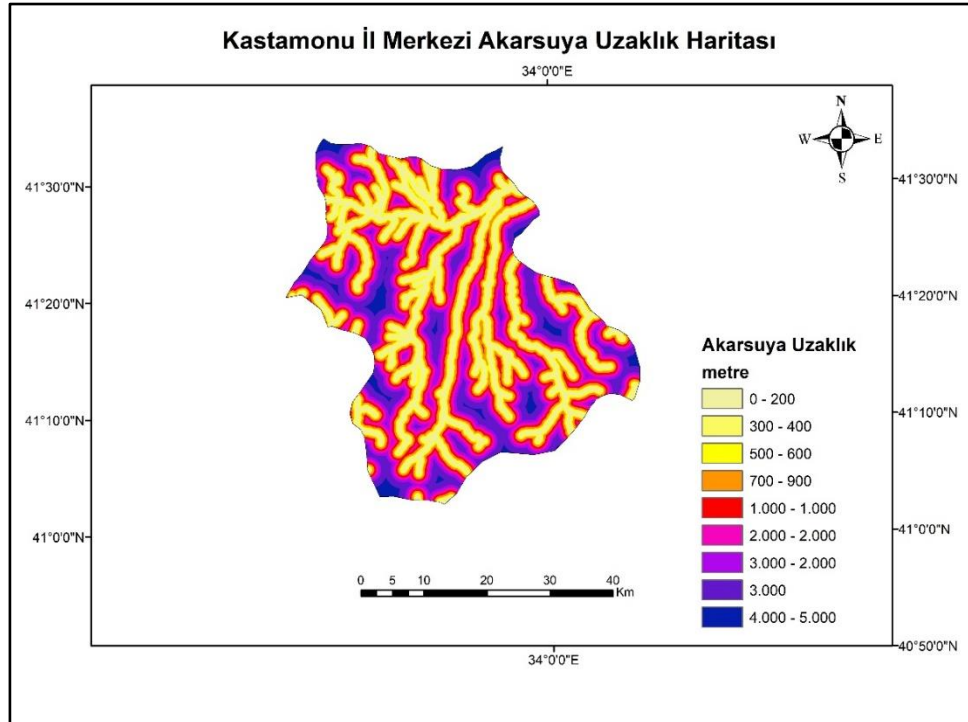 Kastamonu İl Merkezi Akarsuya Uzaklık Haritası
34°0'0"E
N
W E
S
41°30'0"N 41°30'0"N
41°20'0"N 41°20'0"N
41°10'0"N 41°10'0"N
41°0'0"N 41°0'0"N
40°50'0"N
Akarsuya Uzaklık
metre
0 - 200
300 - 400
500 - 600
700 - 900
1.000 - 1.000
2.000 - 2.000
3.000 - 2.000
3.000
4.000 - 5.000
0 5 10 20 30 40
Km
34°0'0"E